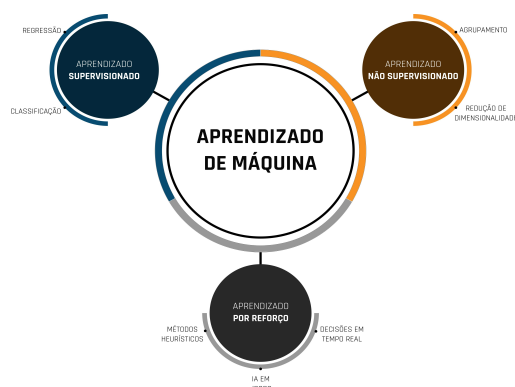 REGRESSÃO
APRENDIZADO
SUPERVISIONADO
CLASSIFICAÇÃO
AGRUPAMENTO
APRENDIZADO
NÃO SUPERVISIONADO
REDUÇÃO DE
APRENDIZADO
DE MÁQUINA
APRENDIZADO
POR REFORÇO
MÉTODOS
HEURÍSTICOS
DECISÕES EM
TEMPO REAL
IA EM